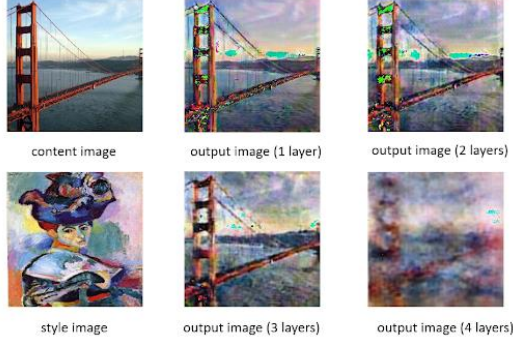 content image
output image (1 layer)
output image (2 layers)
style image
output image (3 layers)
output image (4 layers)